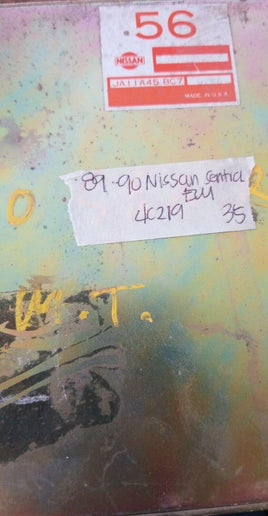 56
NISSAN
JA11A45 BC7
MADE IN U.S.A.
89-90 Nissan Sentra
ECU
4C219 35
O
M.T.